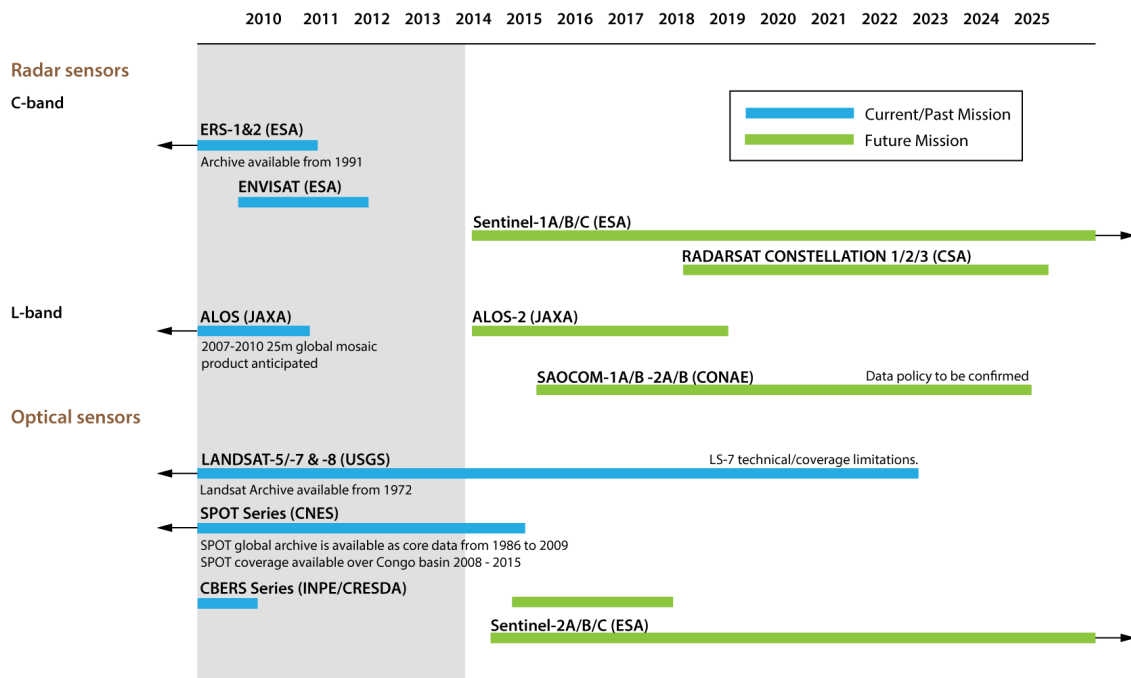 2010 2011 2012 2013 2014 2015 2016 2017 2018 2019 2020 2021 2022 2023 2024 2025
Radar sensors
C-band
Current/Past Mission
Future Mission
ERS-1&2 (ESA)
Archive available from 1991
ENVISAT (ESA)
Sentinel-1A/B/C (ESA)
RADARSAT CONSTELLATION 1/2/3 (CSA)
L-band
ALOS (JAXA)
2007-2010 25m global mosaic
product anticipated
ALOS-2 (JAXA)
SAOCOM-1A/B -2A/B (CONAE)
Data policy to be confirmed
Optical sensors
LANDSAT-5/-7 & -8 (USGS)
LS-7 technical/coverage limitations.
Landsat Archive available from 1972
SPOT Series (CNES)
SPOT global archive is available as core data from 1986 to 2009
SPOT coverage available over Congo basin 2008 - 2015
CBERS Series (INPE/CRESDA)
Sentinel-2A/B/C (ESA)